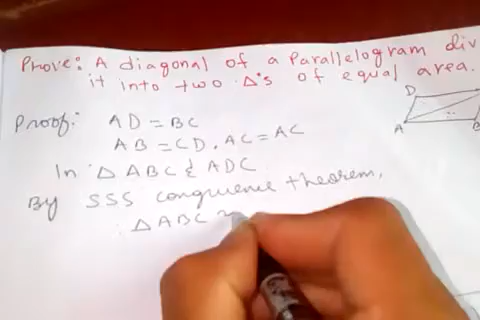 Prove: A diagonal of a parallelogram div
it into two Δ's of equal area.
Proof: AD = BC
AB = CD, AC = AC
In Δ ABC & ADC
By SSS congruence theorem,
∴ Δ ABC ≅
D
A
B